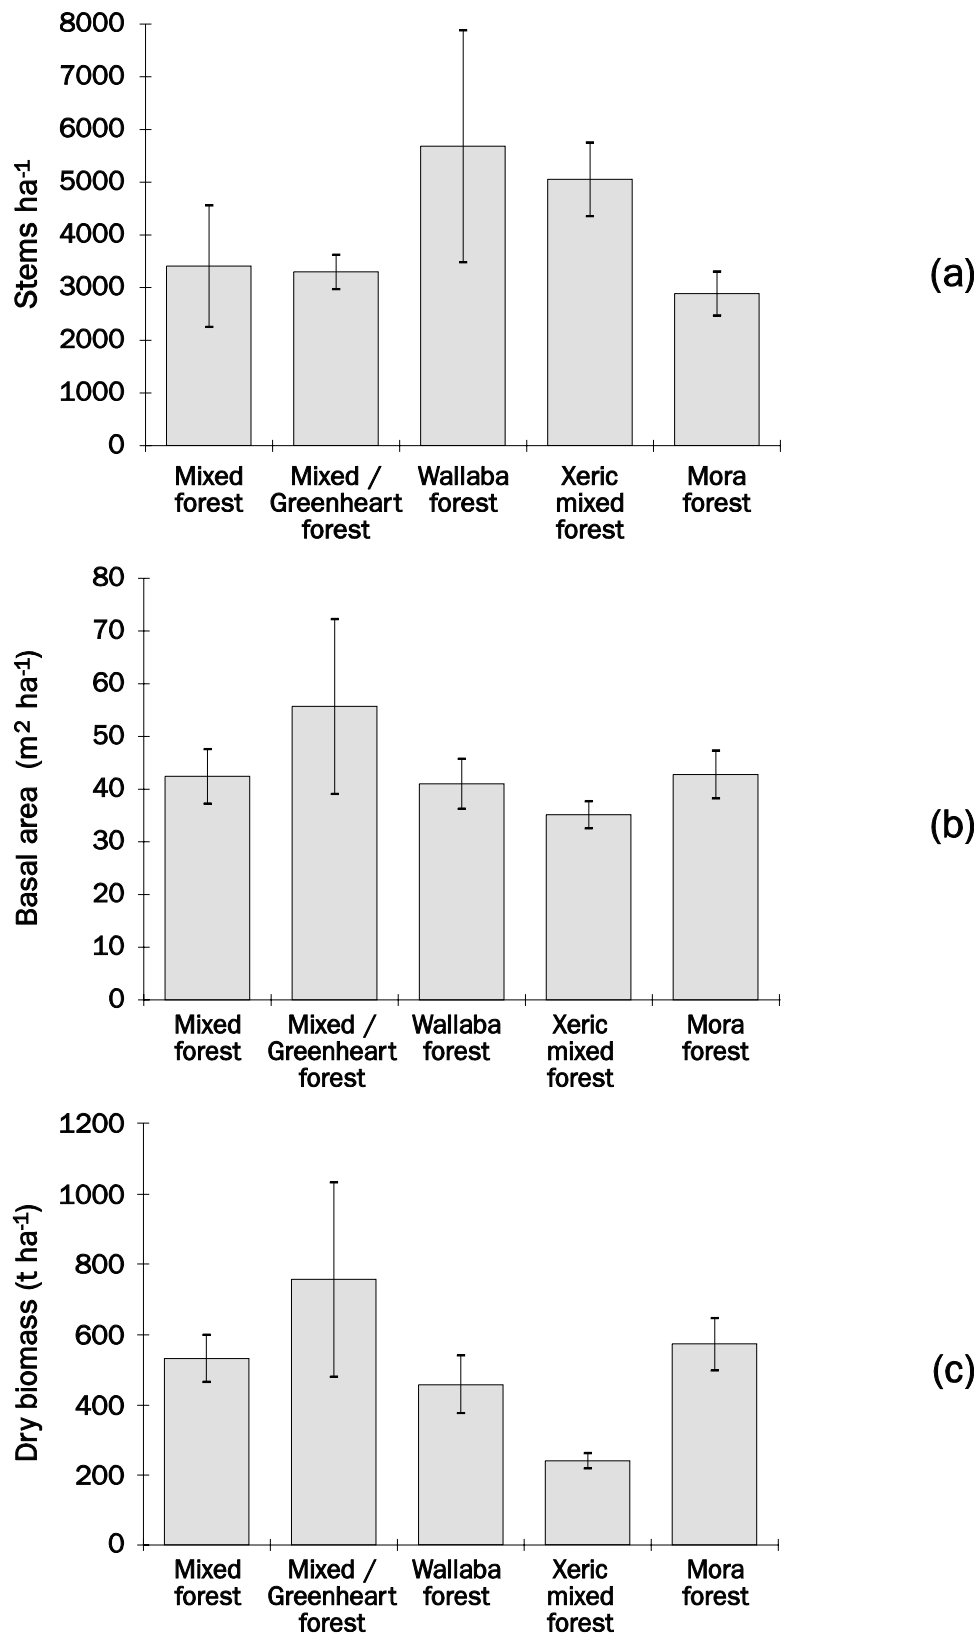 8000
7000
6000
5000
4000
3000
2000
1000
0
Stems ha-1
Mixed forest
Mixed / Greenheart forest
Wallaba forest
Xeric mixed forest
Mora forest
(a)
80
70
60
50
40
30
20
10
0
Basal area (m2 ha-1)
Mixed forest
Mixed / Greenheart forest
Wallaba forest
Xeric mixed forest
Mora forest
(b)
1200
1000
800
600
400
200
0
Dry biomass (t ha-1)
Mixed forest
Mixed / Greenheart forest
Wallaba forest
Xeric mixed forest
Mora forest
(c)